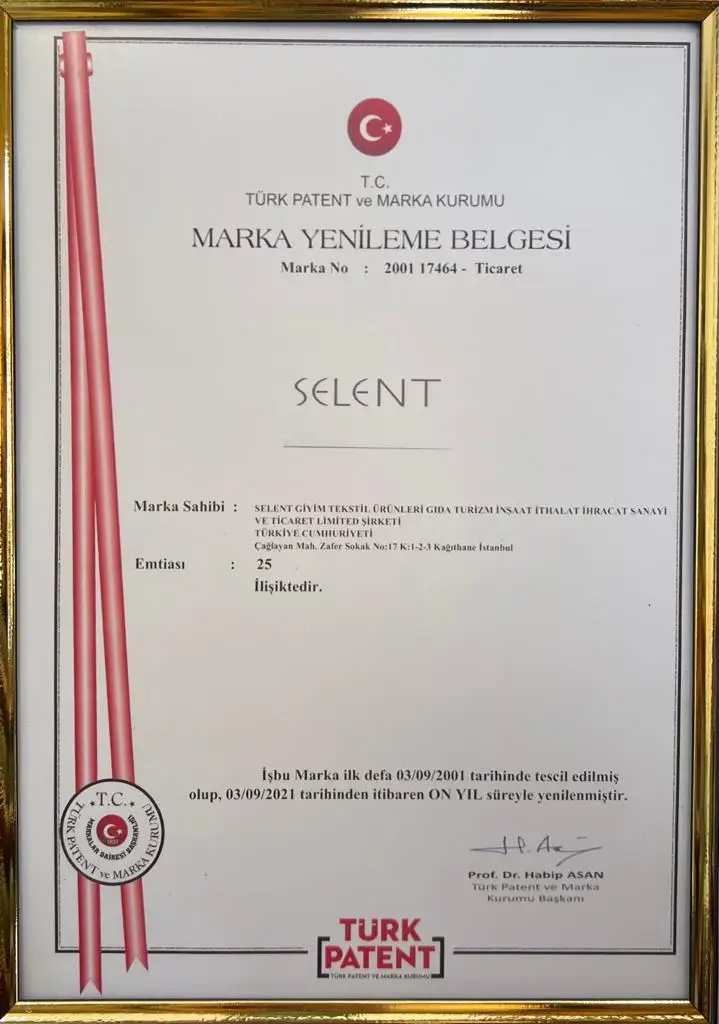 T.C.
TÜRK PATENT ve MARKA KURUMU
MARKA YENİLEME BELGESİ
Marka No : 2001 17464 - Ticaret
SELENT
Marka Sahibi : SELENT GİYİM TEKSTİL ÜRÜNLERİ GIDA TURİZM İNŞAAT İTHALAT İHRACAT SANAYİ
VE TİCARET LİMİTED ŞİRKETİ
TÜRKİYE CUMHURİYETİ
Çağlayan Mah. Zafer Sokak No:17 K:1-2-3 Kağıthane İstanbul
Emtiası : 25
İlişiktedir.
İşbu Marka ilk defa 03/09/2001 tarihinde tescil edilmiş
olup, 03/09/2021 tarihinden itibaren ON YIL süreyle yenilenmiştir.
T.C.
TÜRK PATENT ve MARKA KURUMU
MARKALAR DAİRESİ BAŞKANLIĞI
Prof. Dr. Habip ASAN
Türk Patent ve Marka
Kurumu Başkanı
TÜRK
PATENT
TÜRK PATENT VE MARKA KURUMU